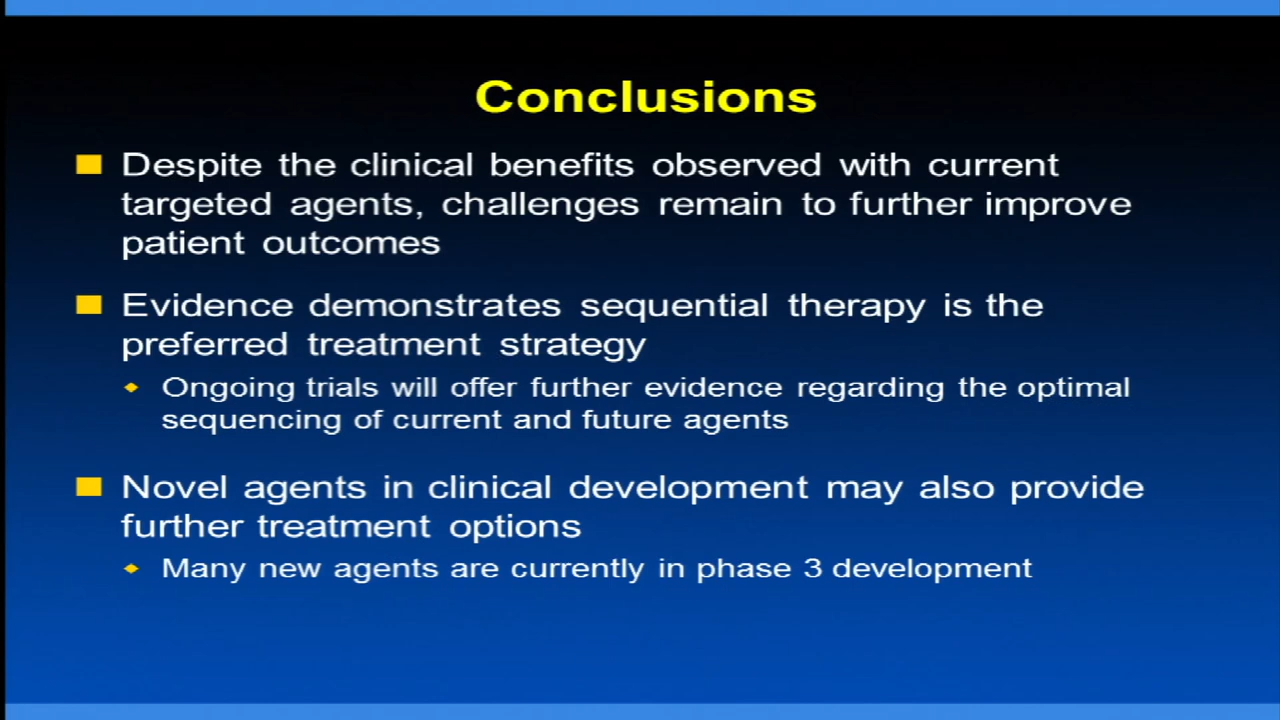 Conclusions
Despite the clinical benefits observed with current
targeted agents, challenges remain to further improve
patient outcomes
Evidence demonstrates sequential therapy is the
preferred treatment strategy
Ongoing trials will offer further evidence regarding the optimal
sequencing of current and future agents
Novel agents in clinical development may also provide
further treatment options
Many new agents are currently in phase 3 development